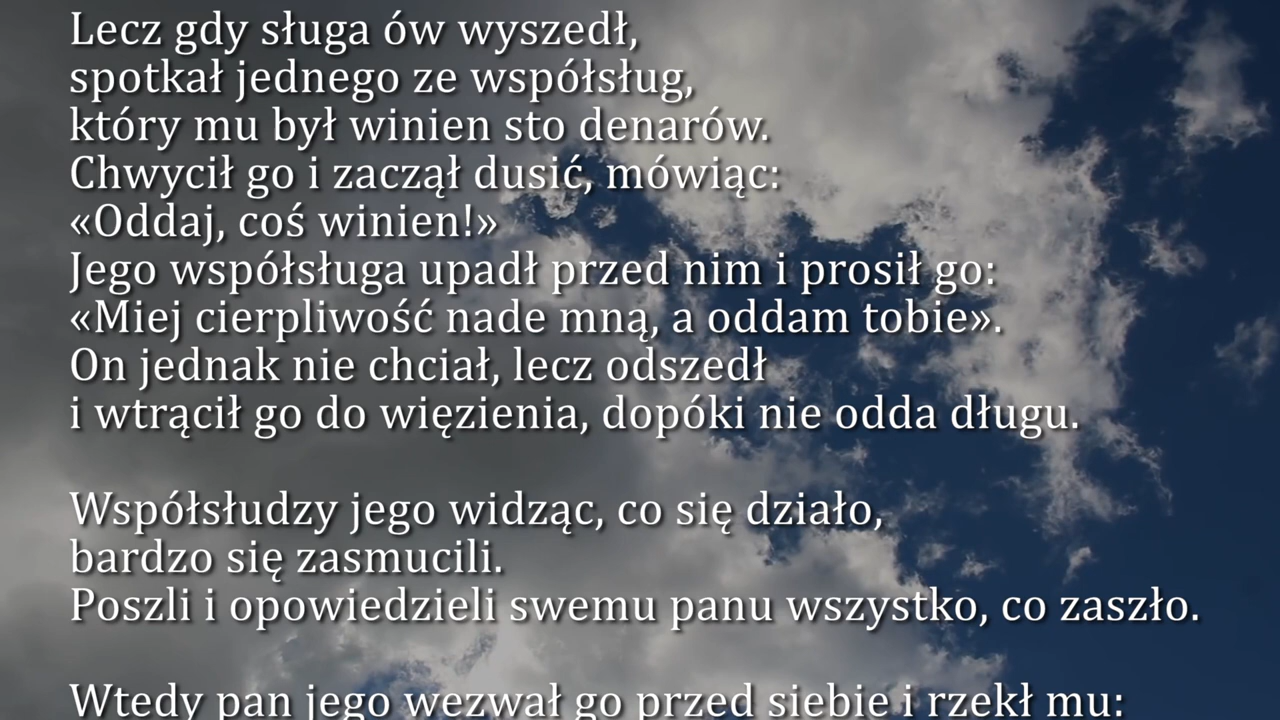 Lecz gdy sługa ów wyszedł,
spotkał jednego ze współsług,
który mu był winien sto denarów.
Chwycił go i zaczął dusić, mówiąc:
«Oddaj, coś winien!»
Jego współsługa upadł przed nim i prosił go:
«Miej cierpliwość nade mną, a oddam tobie».
On jednak nie chciał, lecz odszedł
i wtrącił go do więzienia, dopóki nie odda długu.
Współsłudzy jego widząc, co się działo,
bardzo się zasmucili.
Poszli i opowiedzieli swemu panu wszystko, co zaszło.
Wtedy pan jego wezwał go przed siebie i rzekł mu: